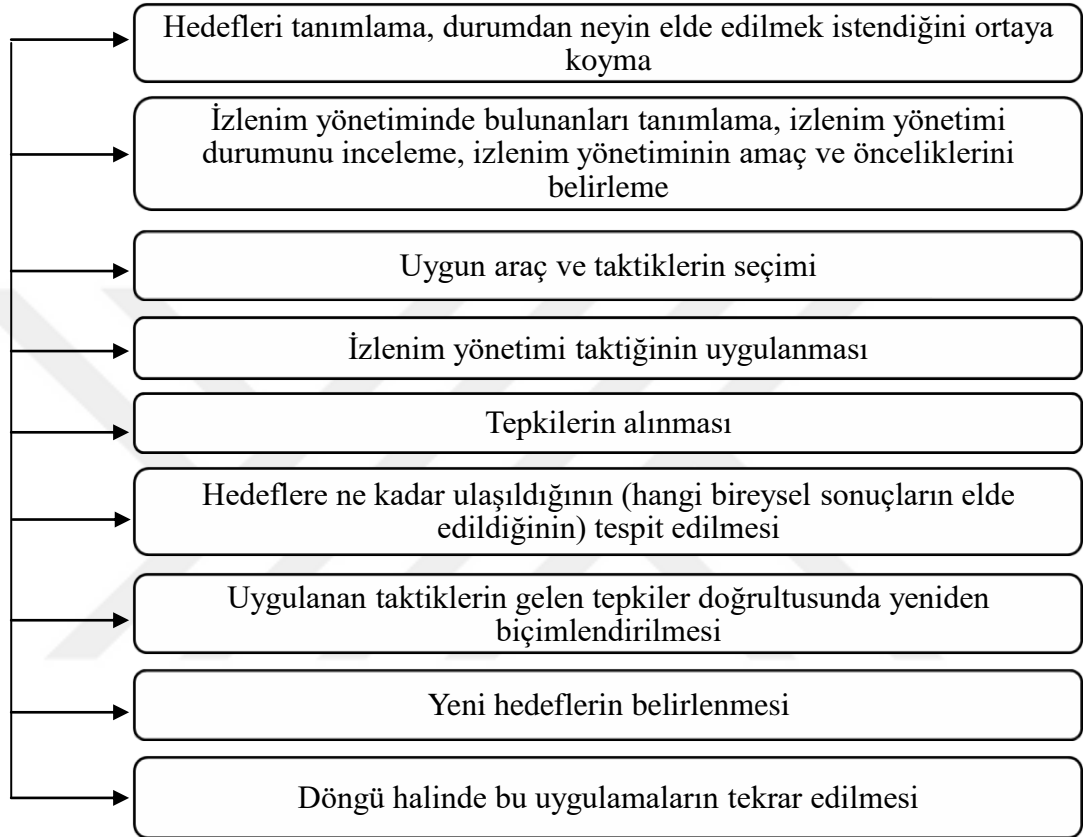 Hedefleri tanımlama, durumdan neyin elde edilmek istendiğini ortaya
koyma
İzlenim yönetiminde bulunanları tanımlama, izlenim yönetimi
durumunu inceleme, izlenim yönetiminin amaç ve önceliklerini
belirleme
Uygun araç ve taktiklerin seçimi
İzlenim yönetimi taktiğinin uygulanması
Tepkilerin alınması
Hedeflere ne kadar ulaşıldığının (hangi bireysel sonuçların elde
edildiğinin) tespit edilmesi
Uygulanan taktiklerin gelen tepkiler doğrultusunda yeniden
biçimlendirilmesi
Yeni hedeflerin belirlenmesi
Döngü halinde bu uygulamaların tekrar edilmesi